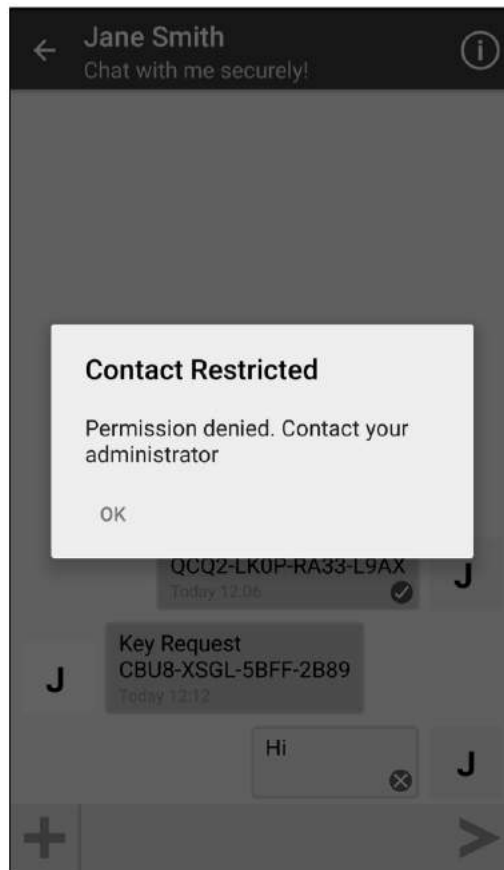 Jane Smith
Chat with me securely!
Contact Restricted
Permission denied. Contact your
administrator
OK
QCQ2-LK0P-RA33-L9AX
Today 12:06
J
Key Request
CBU8-XSGL-5BFF-2B89
Today 12:12
J
Hi
J